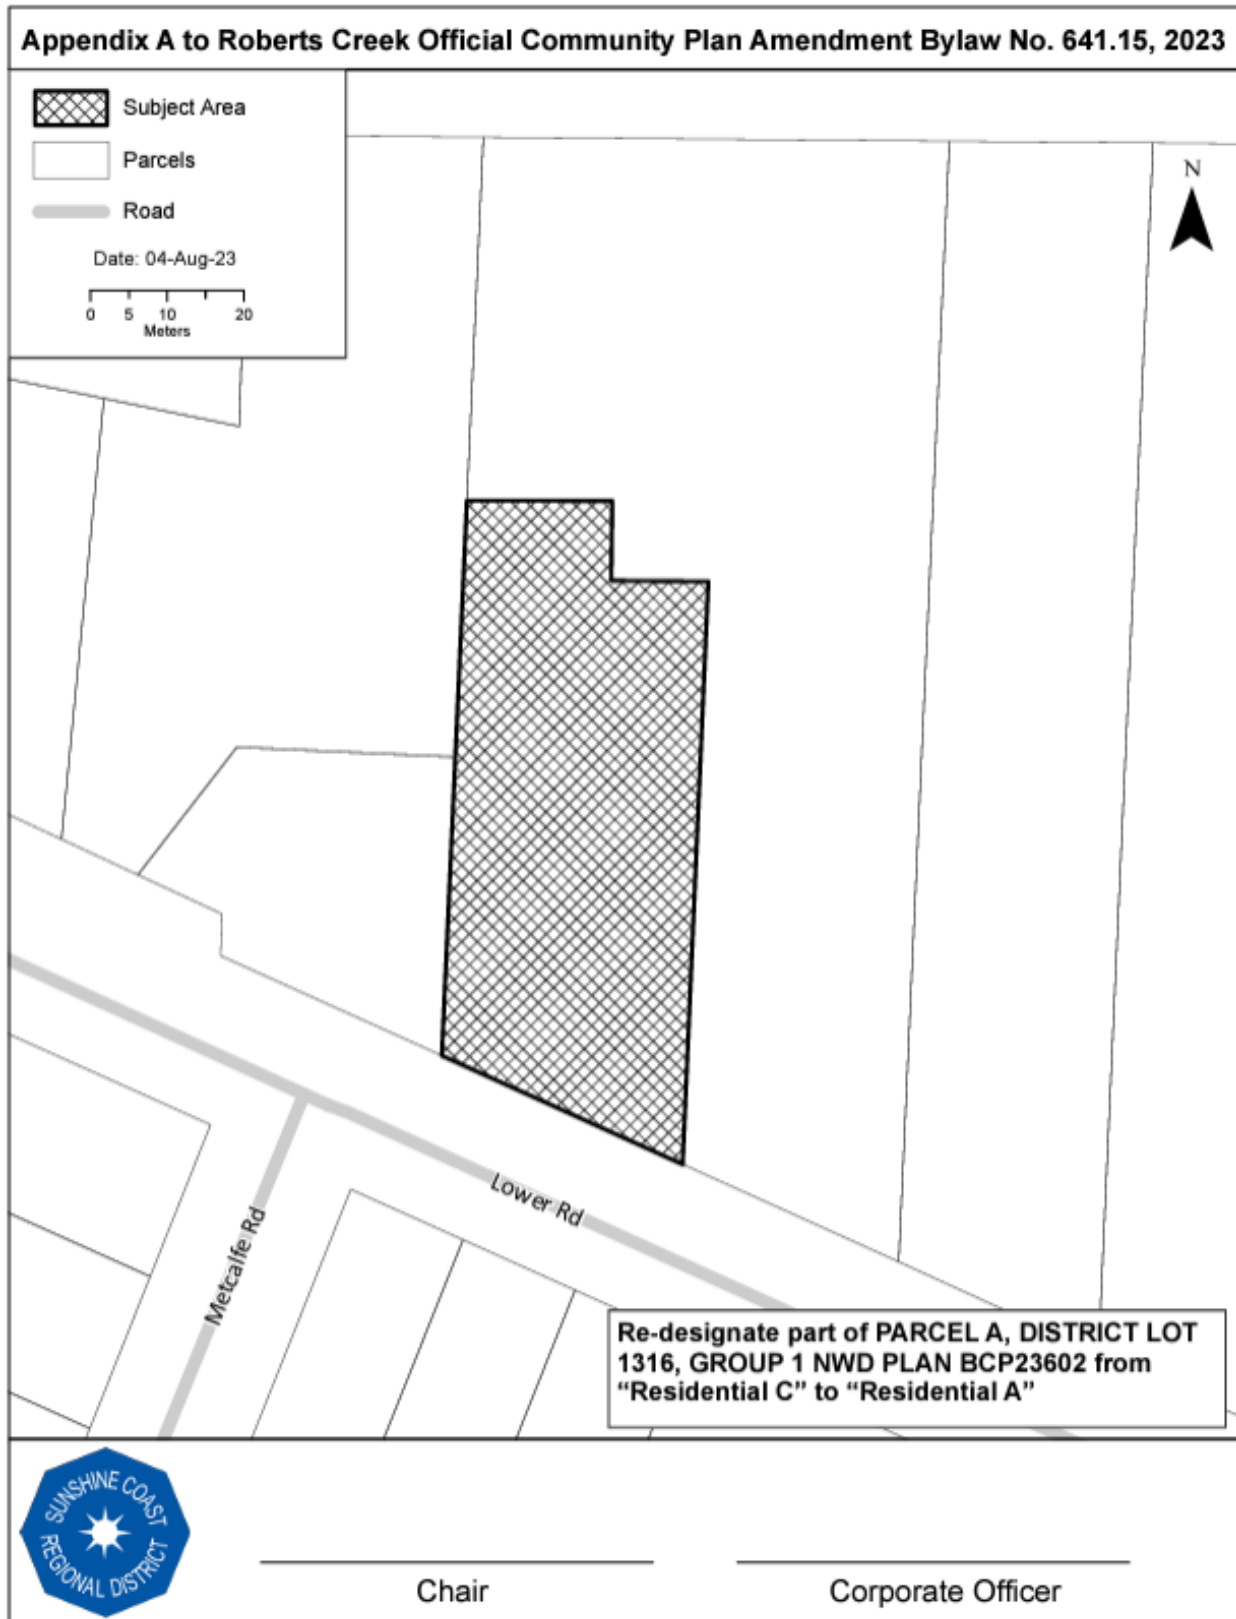 Appendix A to Roberts Creek Official Community Plan Amendment Bylaw No. 641.15, 2023
Subject Area
Parcels
Road
Date: 04-Aug-23
0 5 10 20
Meters
N
Lower Rd
Metcalfe Rd
Re-designate part of PARCEL A, DISTRICT LOT
1316, GROUP 1 NWD PLAN BCP23602 from
“Residential C” to “Residential A”
SUNSHINE COAST
REGIONAL DISTRICT
Chair
Corporate Officer